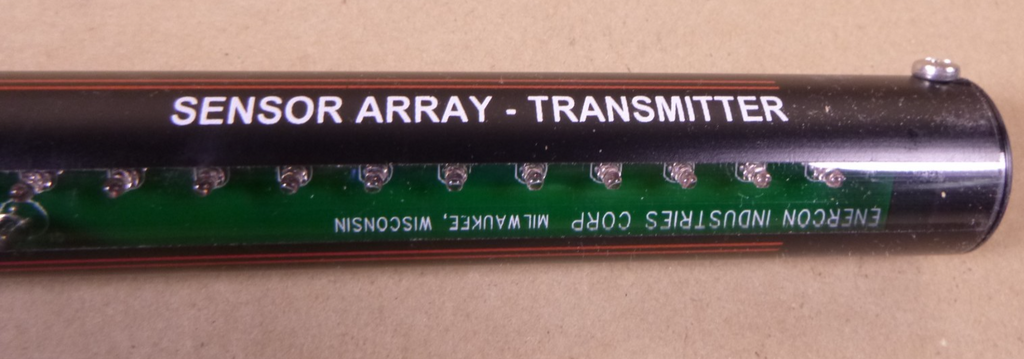 SENSOR ARRAY - TRANSMITTER
ENERCON INDUSTRIES CORP MILWAUKEE, WISCONSIN